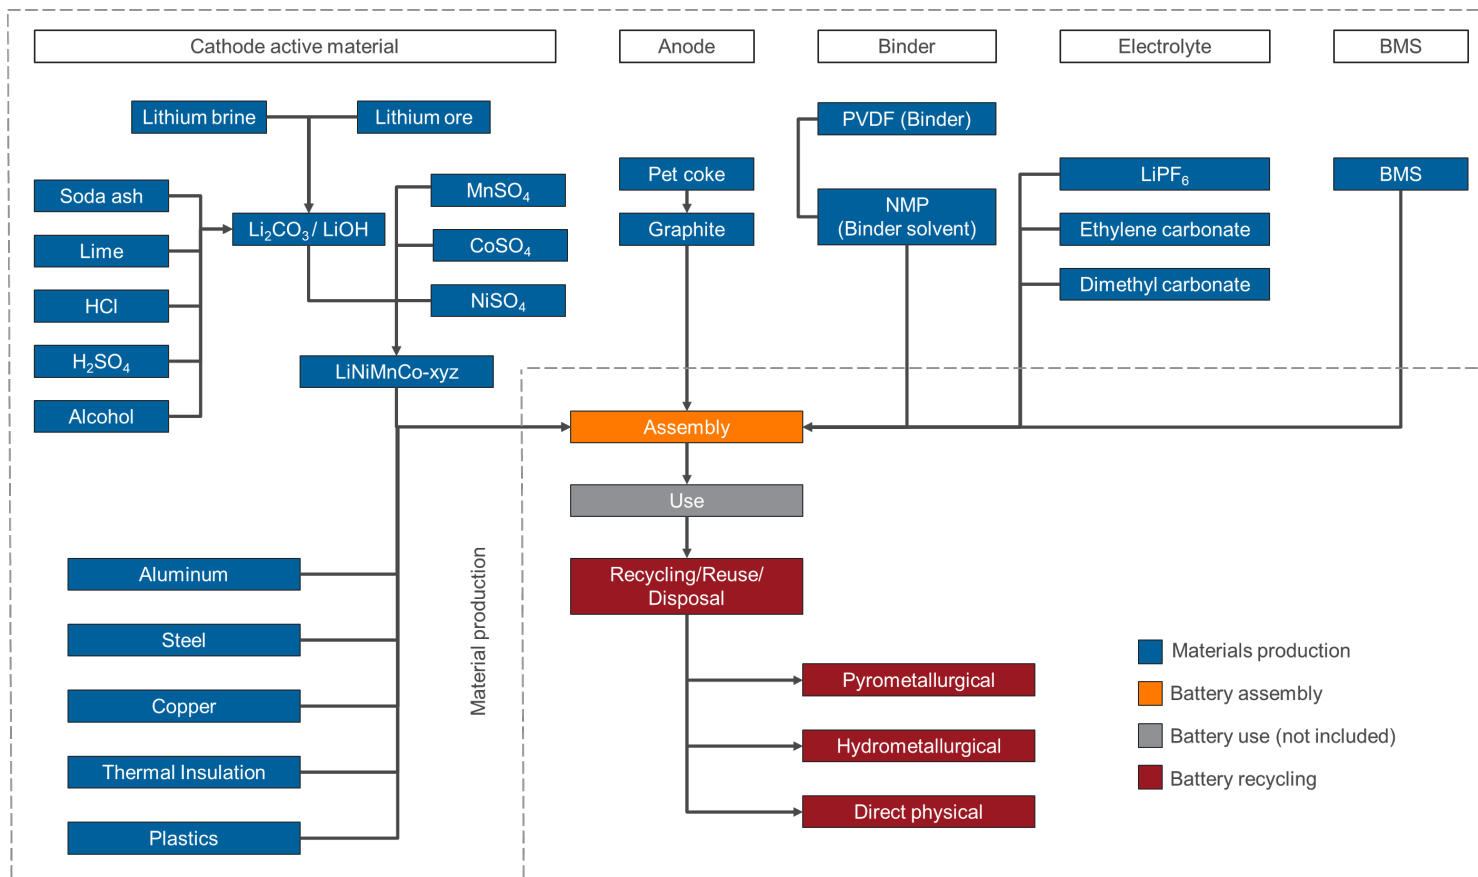 Cathode active material
Anode
Binder
Electrolyte
BMS
Lithium brine
Lithium ore
Soda ash
Lime
HCl
H₂SO₄
Alcohol
Li₂CO₃/ LiOH
MnSO₄
CoSO₄
NiSO₄
LiNiMnCo-xyz
Pet coke
Graphite
PVDF (Binder)
NMP
(Binder solvent)
LiPF₆
Ethylene carbonate
Dimethyl carbonate
BMS
Assembly
Use
Recycling/Reuse/
Disposal
Pyrometallurgical
Hydrometallurgical
Direct physical
Aluminum
Steel
Copper
Thermal Insulation
Plastics
Material production
Materials production
Battery assembly
Battery use (not included)
Battery recycling